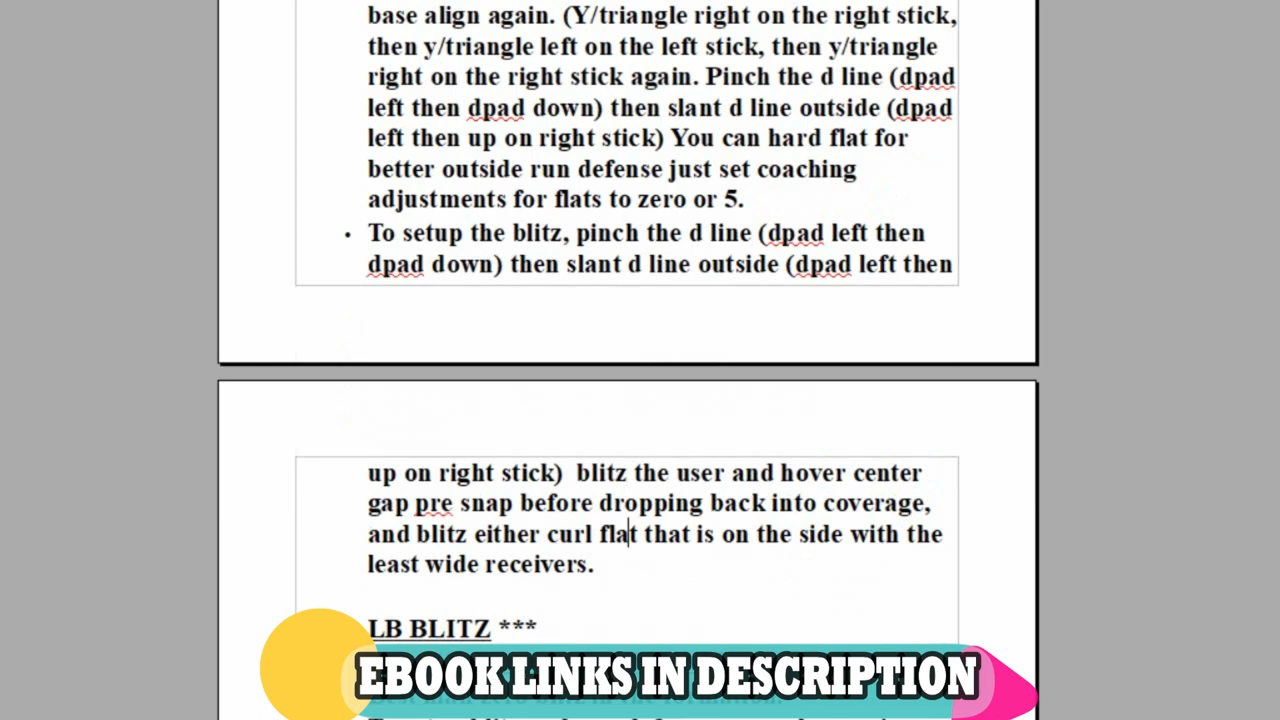 base align again. (Y/triangle right on the right stick,
then y/triangle left on the left stick, then y/triangle
right on the right stick again. Pinch the d line (dpad
left then dpad down) then slant d line outside (dpad
left then up on right stick) You can hard flat for
better outside run defense just set coaching
adjustments for flats to zero or 5.
• To setup the blitz, pinch the d line (dpad left then
dpad down) then slant d line outside (dpad left then
up on right stick)  blitz the user and hover center
gap pre snap before dropping back into coverage,
and blitz either curl flat that is on the side with the
least wide receivers.
LB BLITZ ***
EBOOK LINKS IN DESCRIPTION